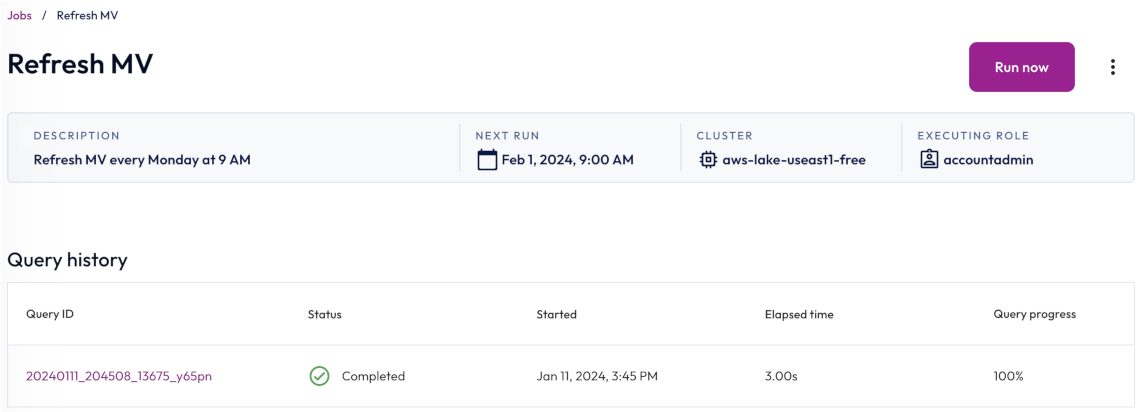 Jobs / Refresh MV
Refresh MV
Run now
DESCRIPTION NEXT RUN CLUSTER EXECUTING ROLE
Refresh MV every Monday at 9 AM Feb 1, 2024, 9:00 AM aws-lake-useast1-free accountadmin
Query history
Query ID Status Started Elapsed time Query progress
20240111_204508_13675_y65pn Completed Jan 11, 2024, 3:45 PM 3.00s 100%